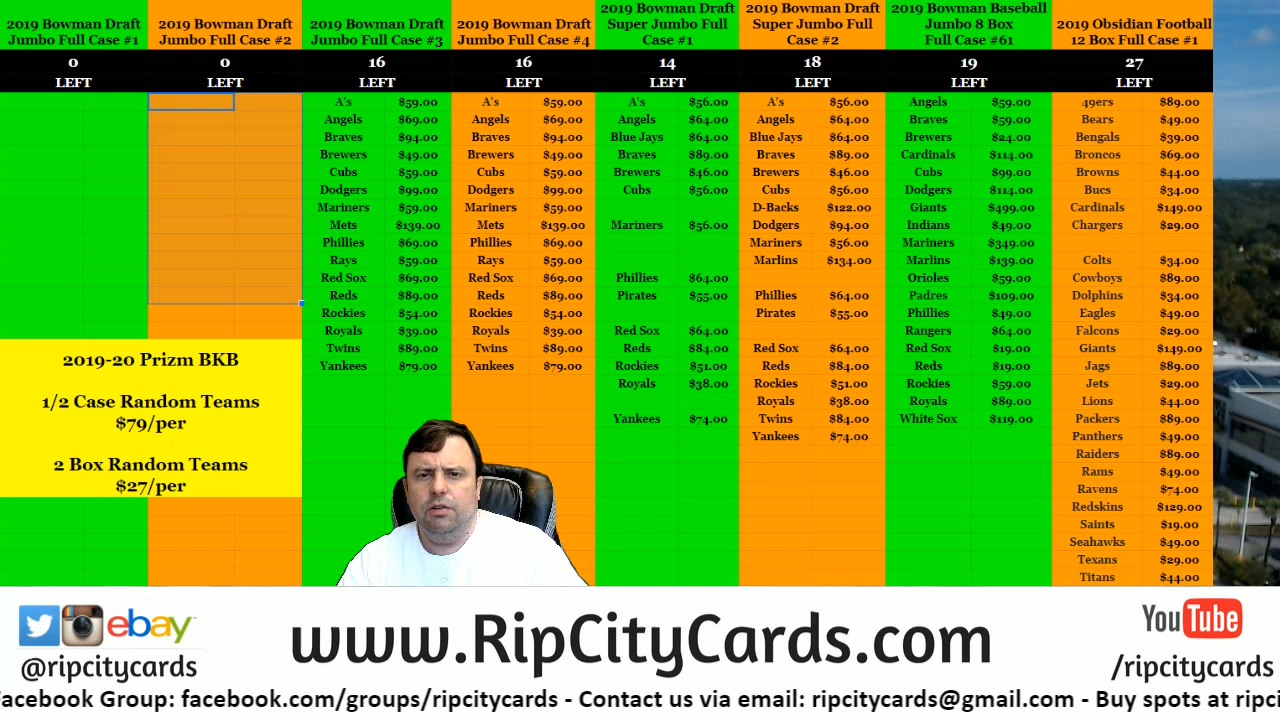 2019 Bowman Draft
Jumbo Full Case #1
0
LEFT
2019 Bowman Draft
Jumbo Full Case #2
0
LEFT
2019-20 Prizm BKB
1/2 Case Random Teams
$79/per
2 Box Random Teams
$27/per
2019 Bowman Draft
Jumbo Full Case #3
16
LEFT
A's $59.00
Angels $69.00
Braves $94.00
Brewers $49.00
Cubs $59.00
Dodgers $99.00
Mariners $59.00
Mets $139.00
Phillies $69.00
Rays $59.00
Red Sox $69.00
Reds $89.00
Rockies $54.00
Royals $39.00
Twins $89.00
Yankees $79.00
2019 Bowman Draft
Jumbo Full Case #4
16
LEFT
A's $59.00
Angels $69.00
Braves $94.00
Brewers $49.00
Cubs $59.00
Dodgers $99.00
Mariners $59.00
Mets $139.00
Phillies $69.00
Rays $59.00
Red Sox $69.00
Reds $89.00
Rockies $54.00
Royals $39.00
Twins $89.00
Yankees $79.00
2019 Bowman Draft
Super Jumbo Full
Case #1
14
LEFT
A's $56.00
Angels $64.00
Blue Jays $64.00
Braves $89.00
Brewers $46.00
Cubs $56.00
Mariners $56.00
Phillies $64.00
Pirates $55.00
Red Sox $64.00
Reds $84.00
Rockies $51.00
Royals $38.00
Yankees $74.00
2019 Bowman Draft
Super Jumbo Full
Case #2
18
LEFT
A's $56.00
Angels $64.00
Blue Jays $64.00
Braves $89.00
Brewers $46.00
Cubs $56.00
D-Backs $122.00
Dodgers $94.00
Mariners $56.00
Marlins $134.00
Phillies $64.00
Pirates $55.00
Red Sox $64.00
Reds $84.00
Rockies $51.00
Royals $38.00
Twins $84.00
Yankees $74.00
2019 Bowman Baseball
Jumbo 8 Box
Full Case #61
19
LEFT
Angels $59.00
Braves $59.00
Brewers $24.00
Cardinals $114.00
Cubs $99.00
Dodgers $114.00
Giants $499.00
Indians $49.00
Mariners $349.00
Marlins $139.00
Orioles $59.00
Padres $109.00
Phillies $49.00
Rangers $64.00
Red Sox $19.00
Reds $19.00
Rockies $59.00
Royals $89.00
White Sox $119.00
2019 Obsidian Football
12 Box Full Case #1
27
LEFT
49ers $89.00
Bears $49.00
Bengals $39.00
Broncos $69.00
Browns $44.00
Bucs $34.00
Cardinals $149.00
Chargers $29.00
Colts $34.00
Cowboys $89.00
Dolphins $34.00
Eagles $49.00
Falcons $29.00
Giants $149.00
Jags $89.00
Jets $29.00
Lions $44.00
Packers $89.00
Panthers $49.00
Raiders $89.00
Rams $49.00
Ravens $74.00
Redskins $129.00
Saints $19.00
Seahawks $49.00
Texans $29.00
Titans $44.00
ebay
@ripcitycards
www.RipCityCards.com
YouTube
/ripcitycards
Facebook Group: facebook.com/groups/ripcitycards - Contact us via email: ripcitycards@gmail.com - Buy spots at ripci